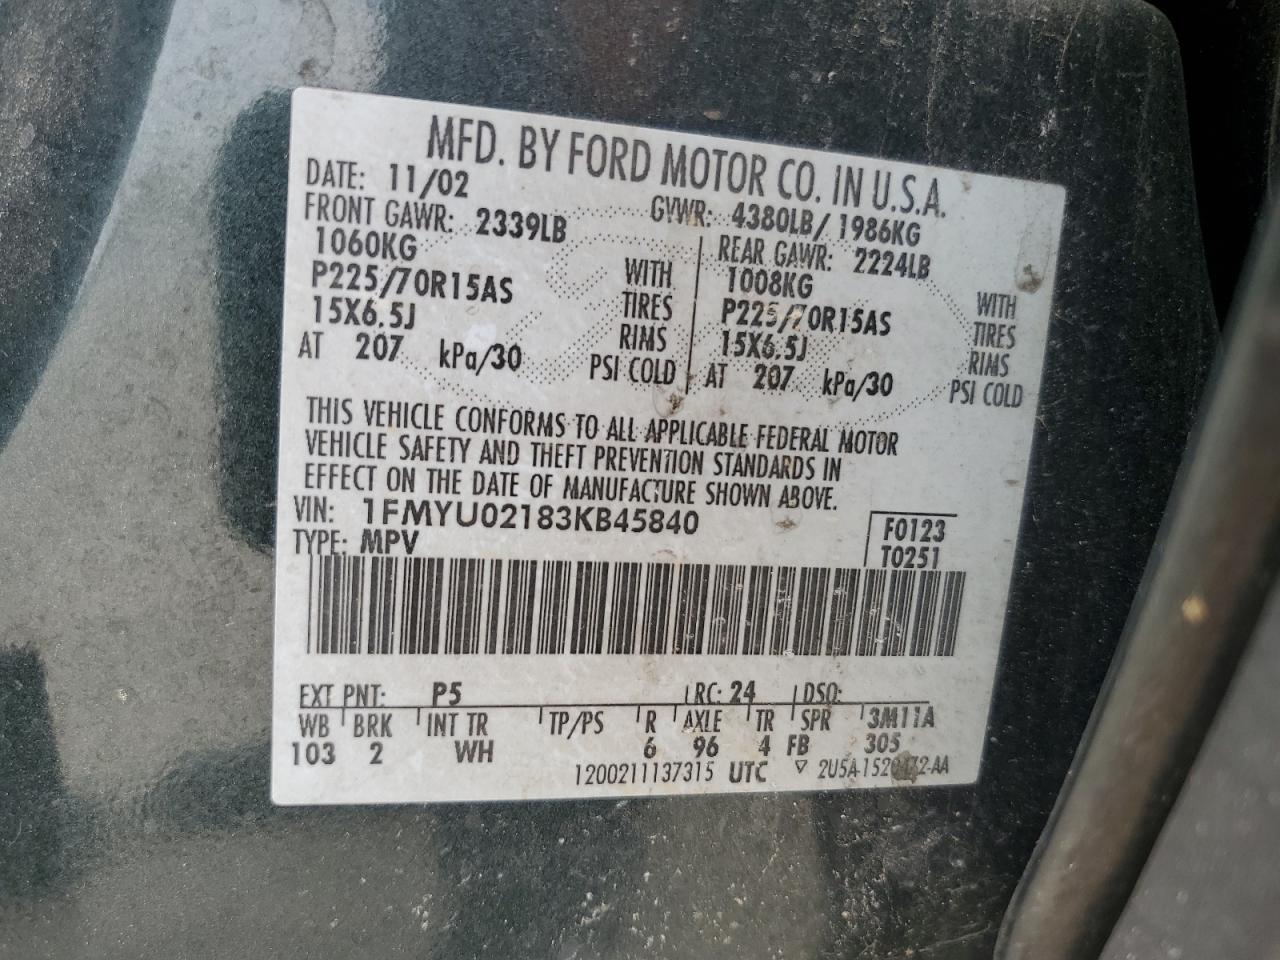 MFD. BY FORD MOTOR CO. IN U.S.A.
DATE: 11/02 GVWR: 4380LB/ 1986KG
FRONT GAWR: 2339LB REAR GAWR: 2224LB
1060KG WITH 1008KG WITH
P225/70R15AS TIRES P225/70R15AS TIRES
15X6.5J RIMS 15X6.5J RIMS
AT 207 kPa/30 PSI COLD AT 207 kPa/30 PSI COLD
THIS VEHICLE CONFORMS TO ALL APPLICABLE FEDERAL MOTOR
VEHICLE SAFETY AND THEFT PREVENTION STANDARDS IN
EFFECT ON THE DATE OF MANUFACTURE SHOWN ABOVE.
VIN: 1FMYU02183KB45840 F0123
TYPE: MPV T0251
EXT PNT: P5 RC: 24 DSO:
WB BRK INT TR TP/PS R AXLE TR SPR 3M11A
103 2 WH 6 96 4 FB 305
1200211137315 UTC